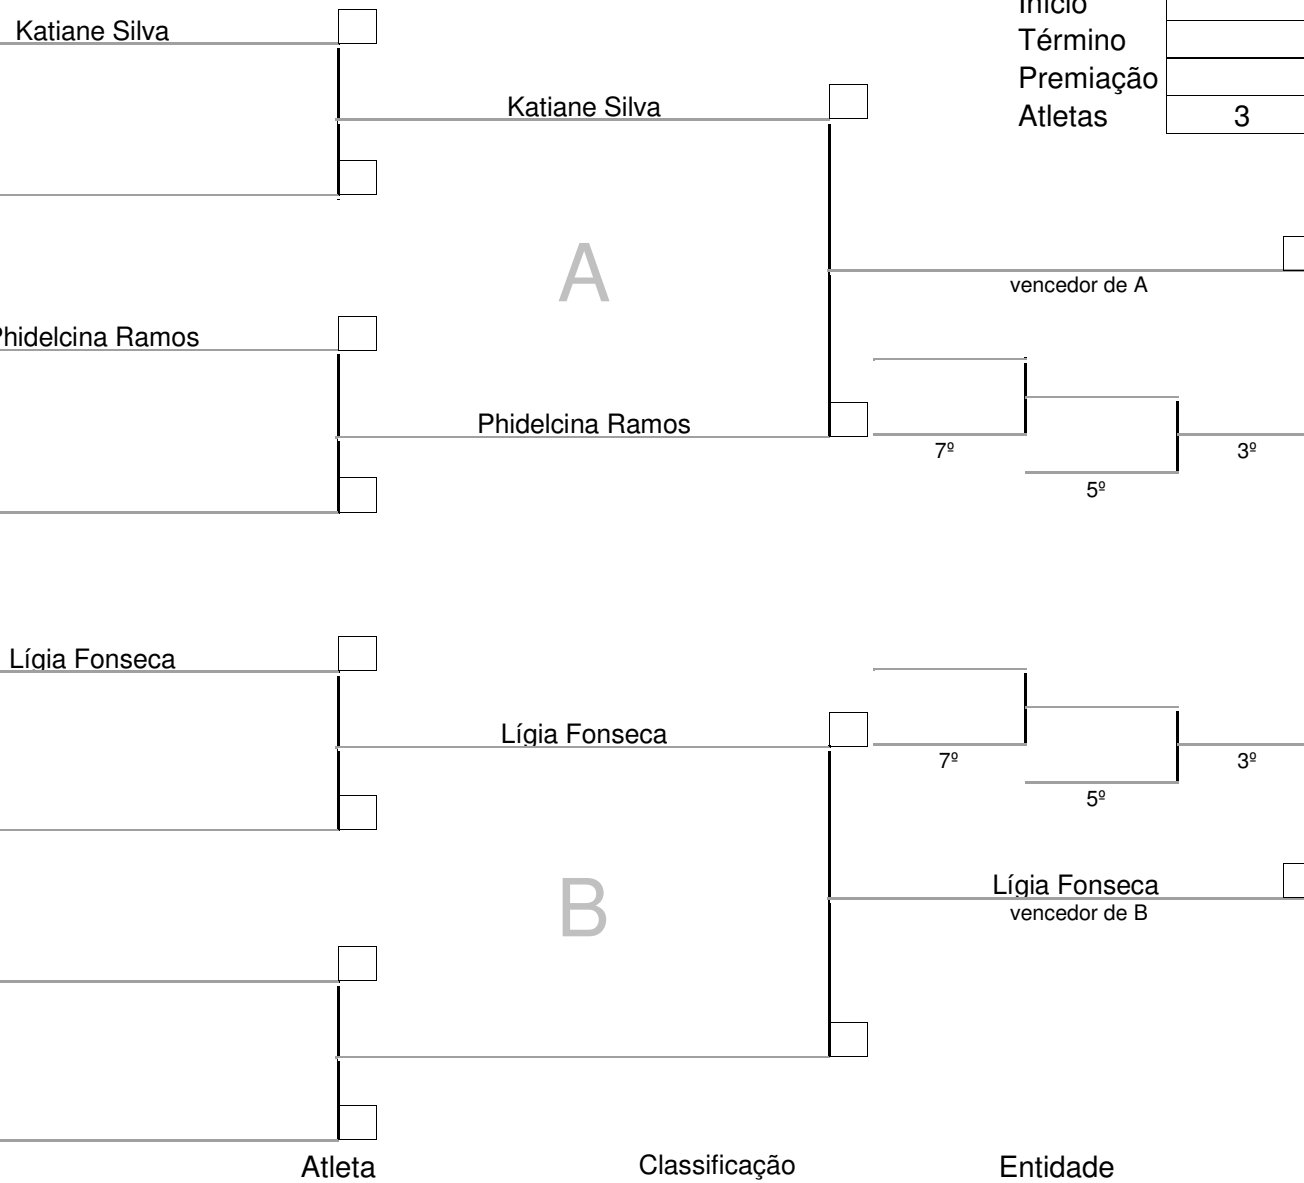 Início
Katiane Silva
Término
Premiação
Katiane Silva
Atletas 3
A
vencedor de A
Phidelcina Ramos
Phidelcina Ramos
7º 3º
5º
Lígia Fonseca
Lígia Fonseca
7º 3º
5º
Lígia Fonseca
B
vencedor de B
Atleta Classificação Entidade